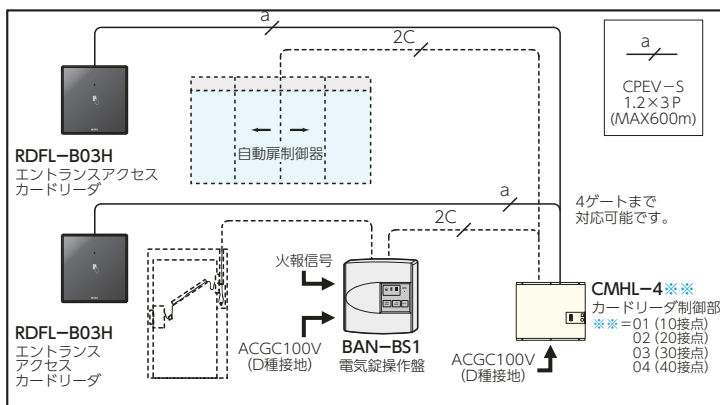 a
2C
a
CPEV−S
1.2×3P
(MAX600m)
自動扉制御器
RDFL−B03H
エントランスアクセス
カードリーダ
a
2C
4ゲートまで
対応可能です。
火報信号
ACGC100V
(D種接地)
BAN−BS1
電気錠操作盤
RDFL−B03H
エントランス
アクセス
カードリーダ
ACGC100V
(D種接地)
CMHL−4※※
カードリーダ制御部
※※=01 (10接点)
02 (20接点)
03 (30接点)
04 (40接点)